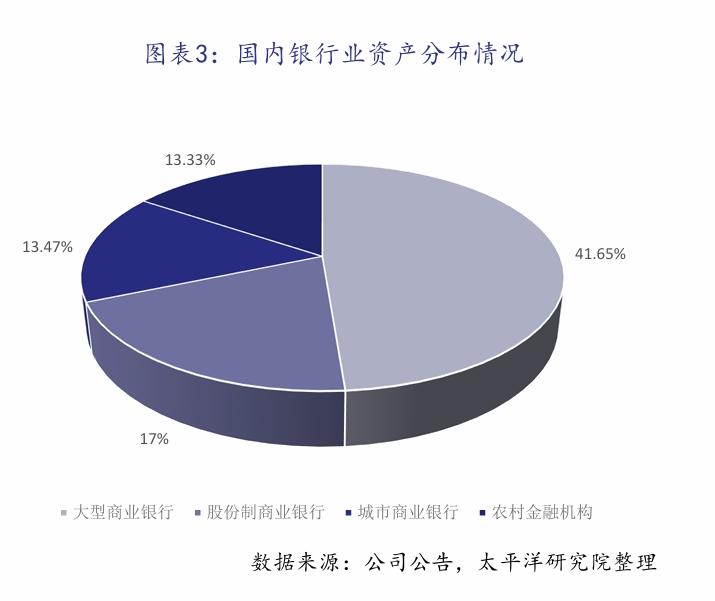 图表3：国内银行业资产分布情况
13.33%
13.47%
41.65%
17%
大型商业银行 股份制商业银行 城市商业银行 农村金融机构
数据来源：公司公告，太平洋研究院整理